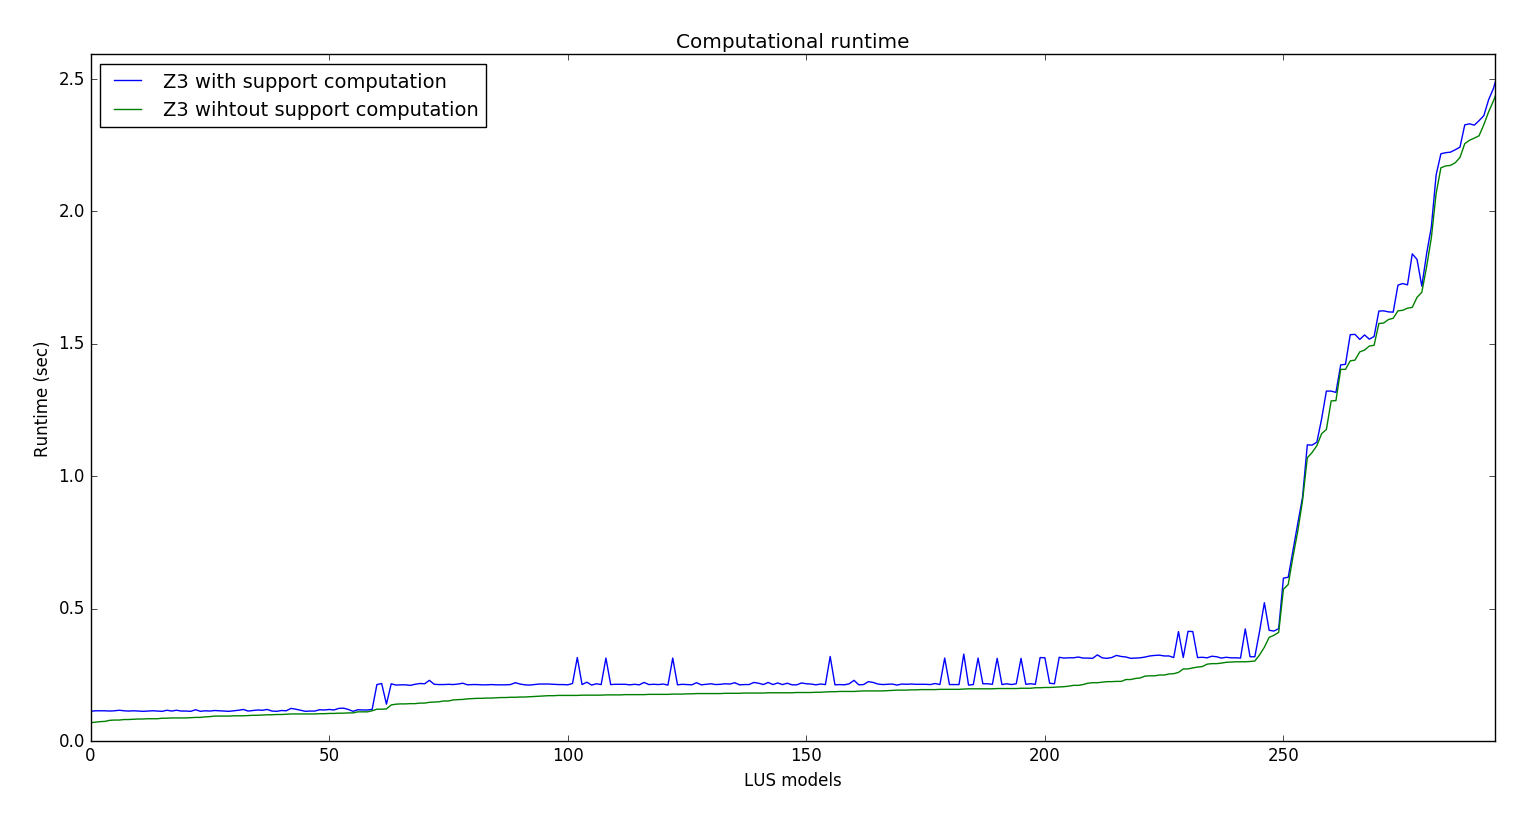 Computational runtime
Z3 with support computation
Z3 wihtout support computation
2.5
2.0
1.5
1.0
0.5
0.0
Runtime (sec)
0 50 100 150 200 250
LUS models